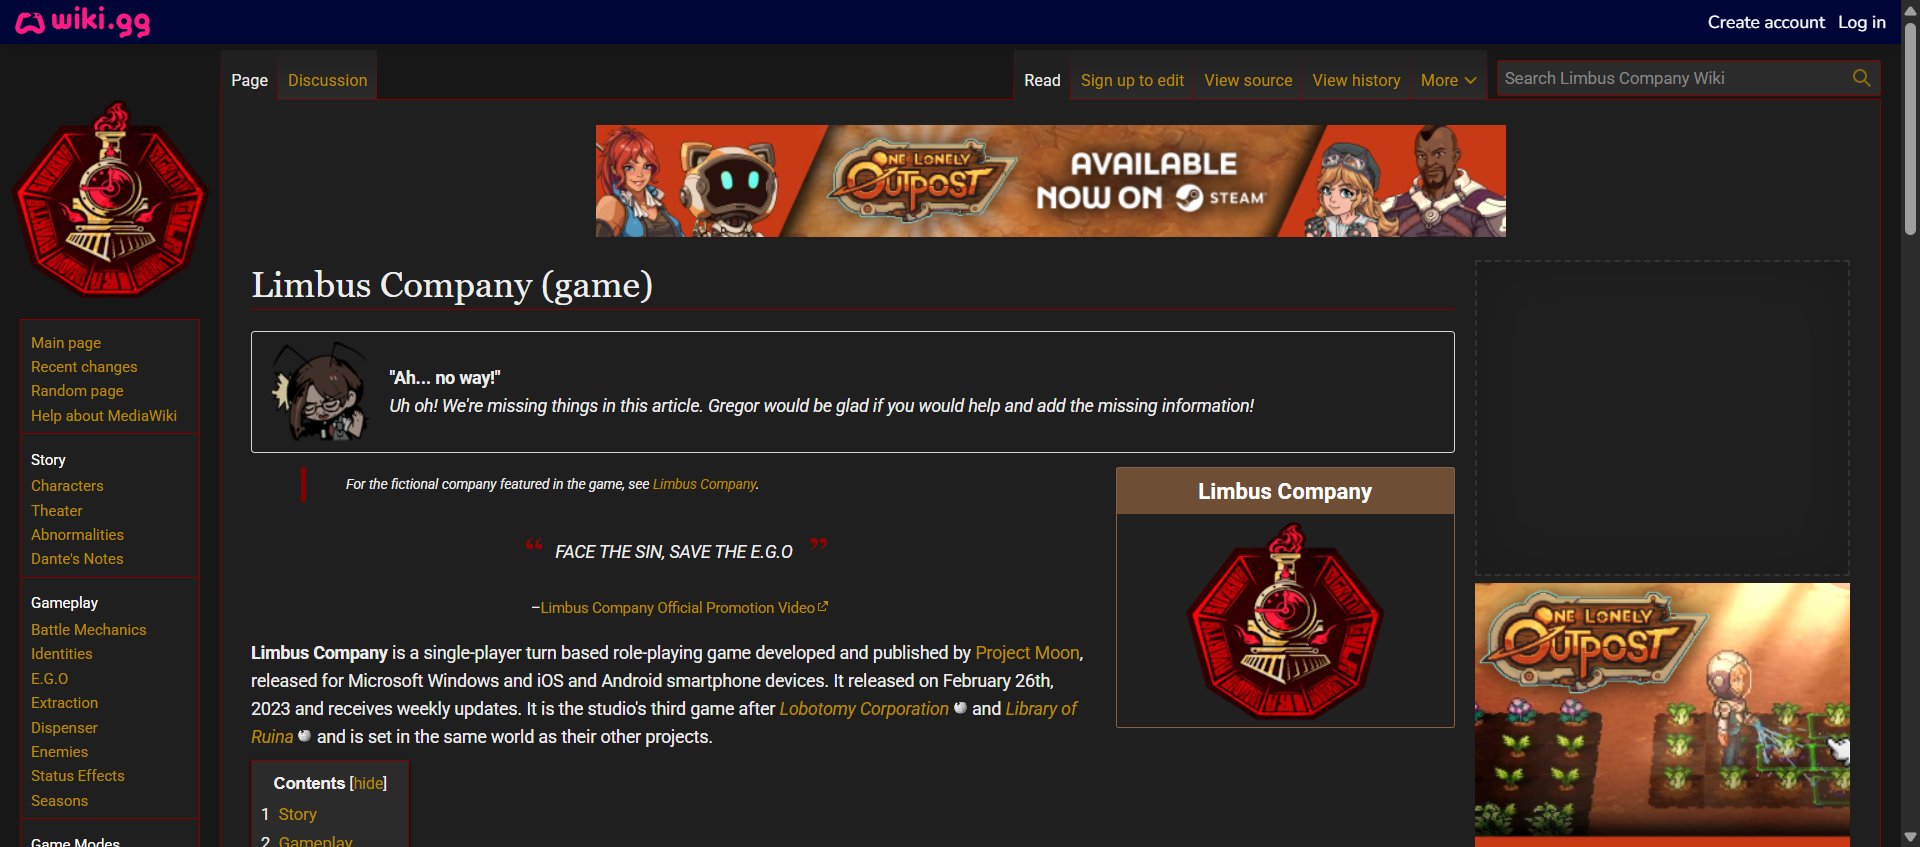 wiki.gg
Create account Log in
Page Discussion
Read Sign up to edit View source View history More
Search Limbus Company Wiki
ONE LONELY
OUTPOST
AVAILABLE
NOW ON STEAM
Limbus Company (game)
"Ah... no way!"
Uh oh! We're missing things in this article. Gregor would be glad if you would help and add the missing information!
Main page
Recent changes
Random page
Help about MediaWiki
Story
Characters
Theater
Abnormalities
Dante's Notes
Gameplay
Battle Mechanics
Identities
E.G.O
Extraction
Dispenser
Enemies
Status Effects
Seasons
Game Modes
For the fictional company featured in the game, see Limbus Company.
“ FACE THE SIN, SAVE THE E.G.O ”
–Limbus Company Official Promotion Video
Limbus Company is a single-player turn based role-playing game developed and published by Project Moon,
released for Microsoft Windows and iOS and Android smartphone devices. It released on February 26th,
2023 and receives weekly updates. It is the studio's third game after Lobotomy Corporation and Library of
Ruina and is set in the same world as their other projects.
Contents [hide]
1 Story
2 Gameplay
Limbus Company
ONE LONELY
OUTPOST